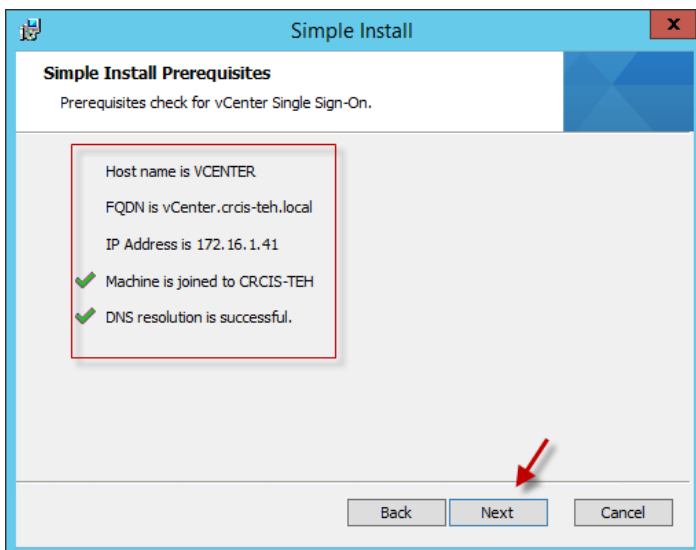 Simple Install
x
Simple Install Prerequisites
Prerequisites check for vCenter Single Sign-On.
Host name is VCENTER
FQDN is vCenter.crcis-teh.local
IP Address is 172.16.1.41
Machine is joined to CRCIS-TEH
DNS resolution is successful.
Back Next Cancel